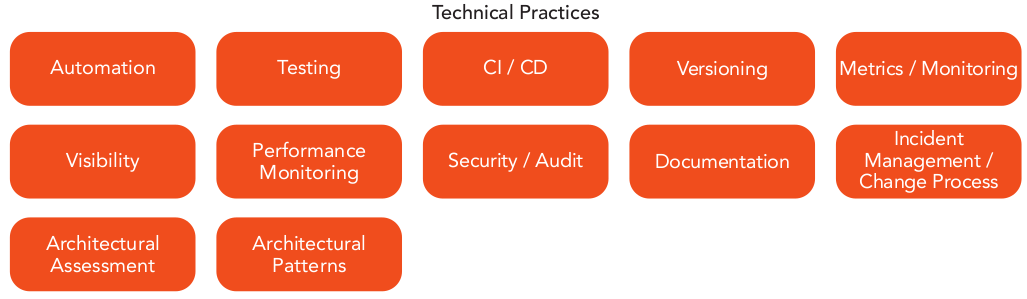 Technical Practices
Automation
Testing
CI / CD
Versioning
Metrics / Monitoring
Visibility
Performance
Monitoring
Security / Audit
Documentation
Incident
Management /
Change Process
Architectural
Assessment
Architectural
Patterns